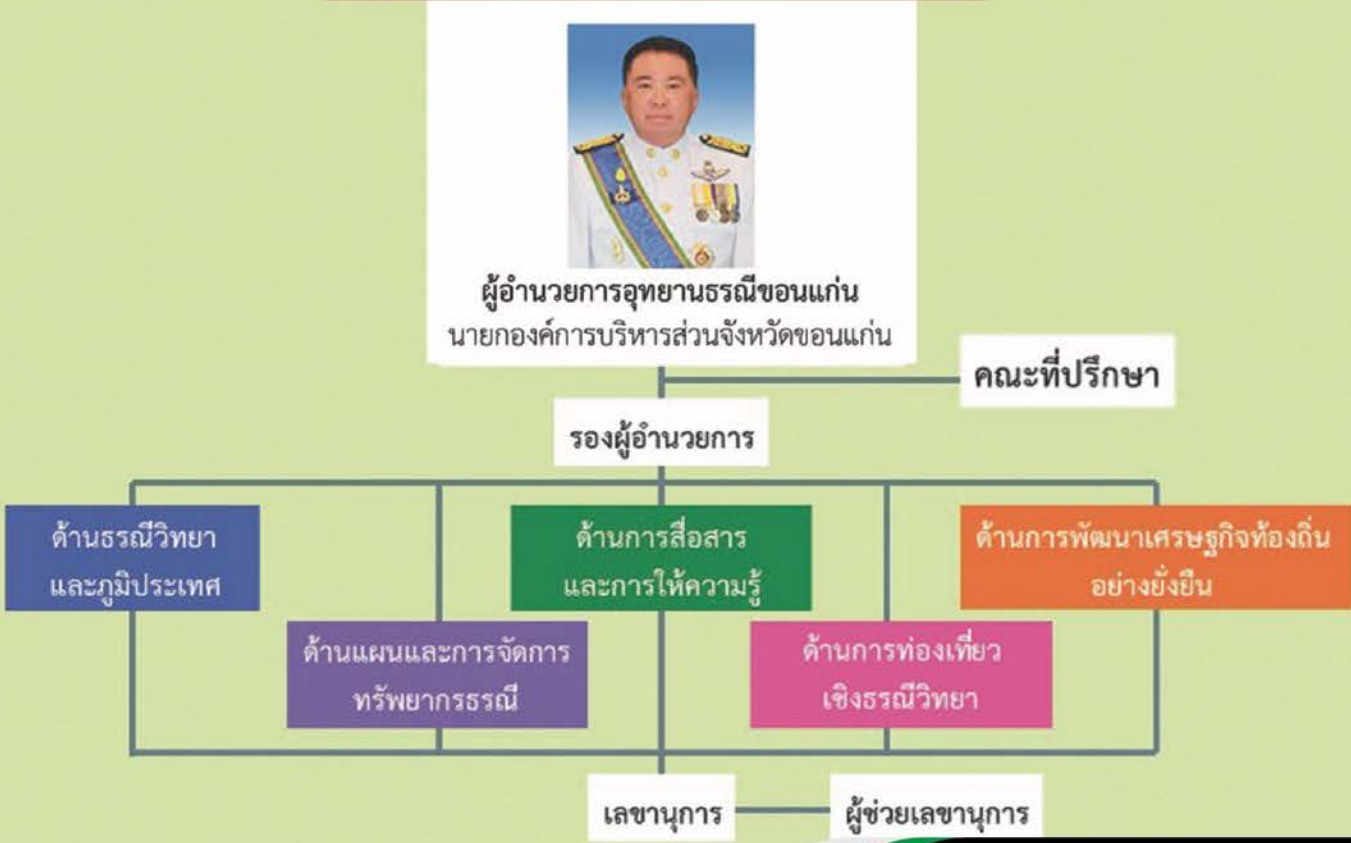 ผู้อำนวยการอุทยานธรณีขอนแก่น
นายกองค์การบริหารส่วนจังหวัดขอนแก่น
คณะที่ปรึกษา
รองผู้อำนวยการ
ด้านธรณีวิทยา
และภูมิประเทศ
ด้านการสื่อสาร
และการให้ความรู้
ด้านการพัฒนาเศรษฐกิจท้องถิ่น
อย่างยั่งยืน
ด้านแผนและการจัดการ
ทรัพยากรธรณี
ด้านการท่องเที่ยว
เชิงธรณีวิทยา
เลขานุการ
ผู้ช่วยเลขานุการ